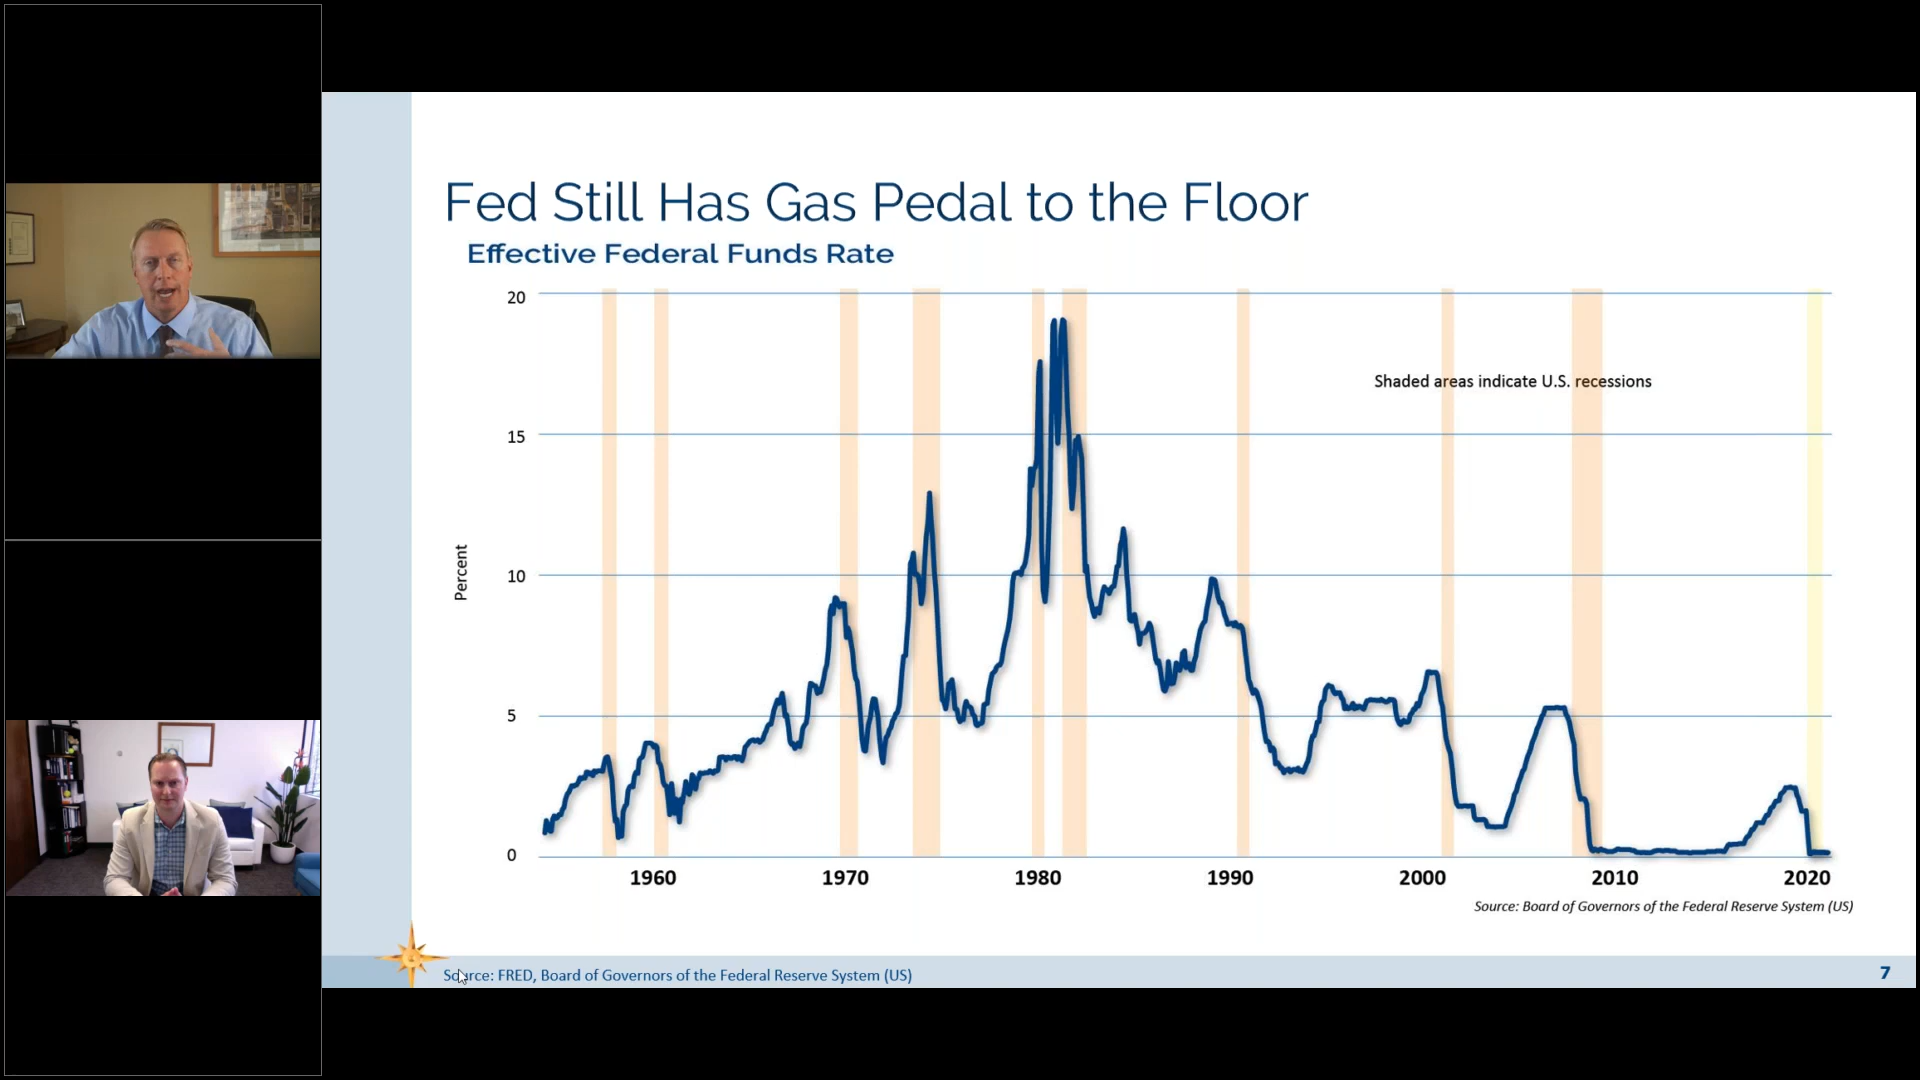 Fed Still Has Gas Pedal to the Floor
Effective Federal Funds Rate
20
Shaded areas indicate U.S. recessions
15
10
Percent
5
0
1960 1970 1980 1990 2000 2010 2020
Source: Board of Governors of the Federal Reserve System (US)
Source: FRED, Board of Governors of the Federal Reserve System (US)
7